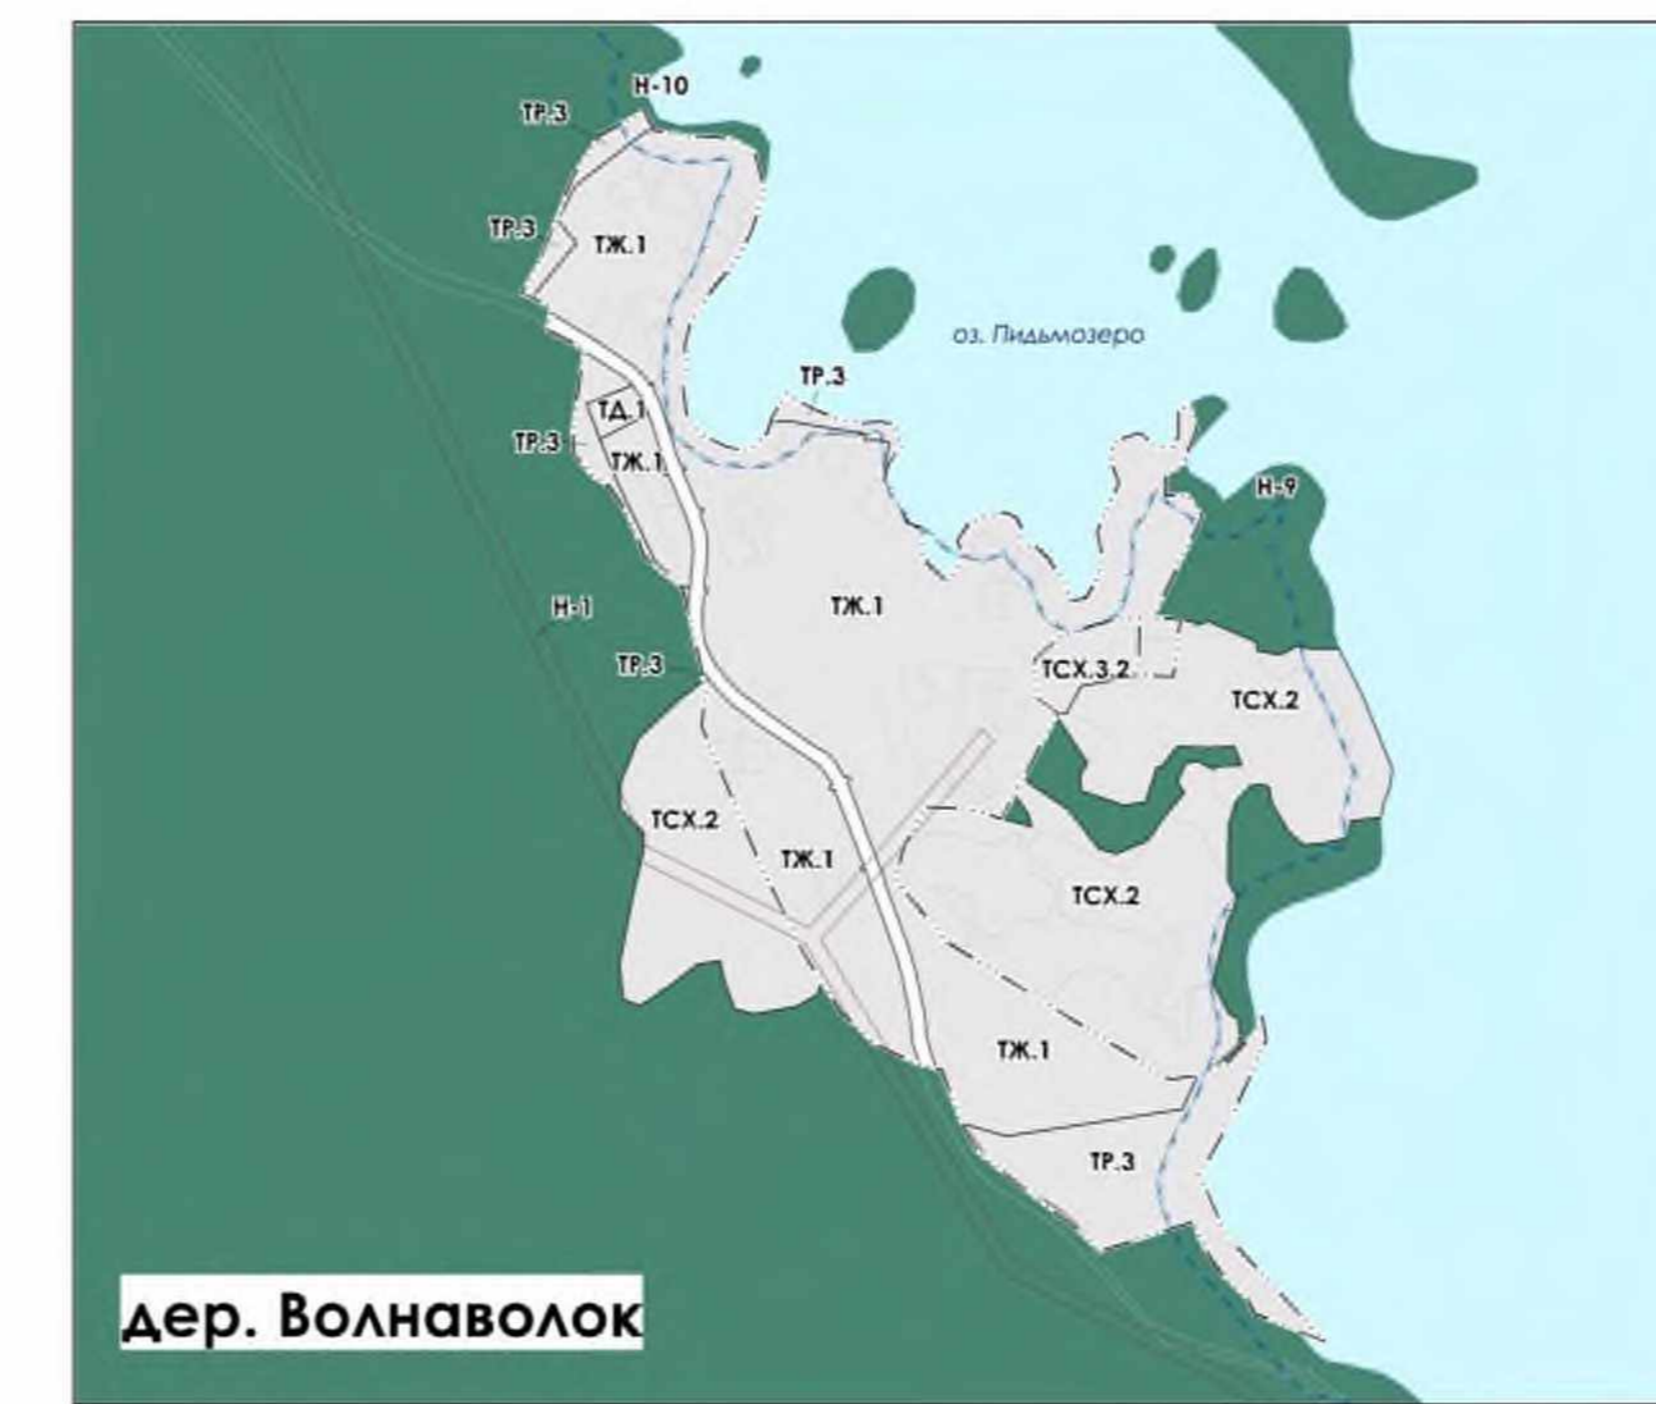 Н-10
ТР.3
ТР.3
ТЖ.1
оз. Пидьмозеро
ТР.3
ТД.1
ТР.3
ТЖ.1
Н-9
ТЖ.1
Н-1
ТР.3
ТСХ.3.2
ТСХ.2
ТСХ.2
ТЖ.1
ТСХ.2
ТЖ.1
ТР.3
дер. Волнаволок